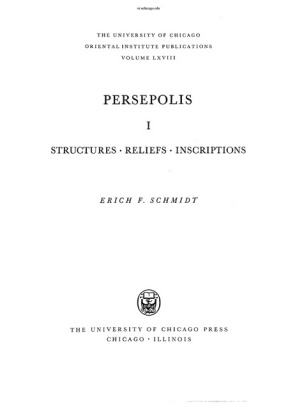 oi.uchicago.edu
THE UNIVERSITY OF CHICAGO
ORIENTAL INSTITUTE PUBLICATIONS
VOLUME LXVIII
PERSEPOLIS
I
STRUCTURES · RELIEFS · INSCRIPTIONS
ERICH F. SCHMIDT
THE UNIVERSITY OF CHICAGO PRESS
CHICAGO · ILLINOIS